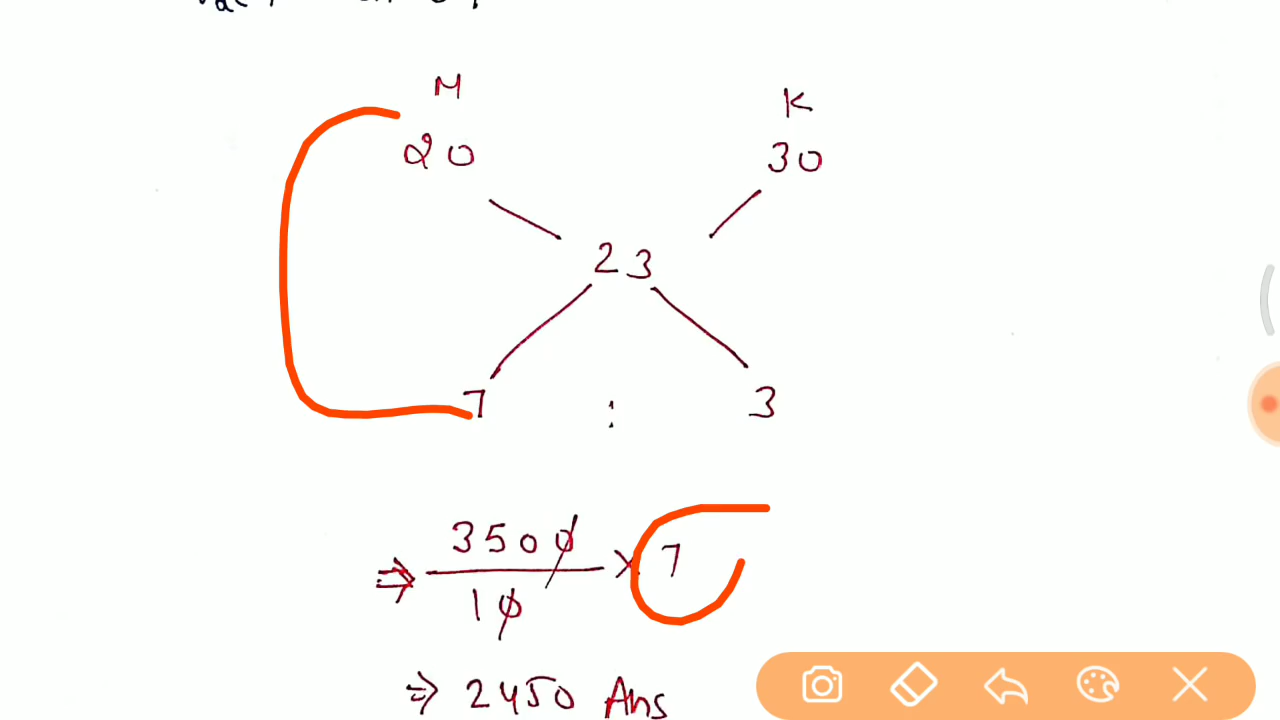 M K
20 30
23
7 : 3
⇒ 3500/10 × 7
⇒ 2450 Ans